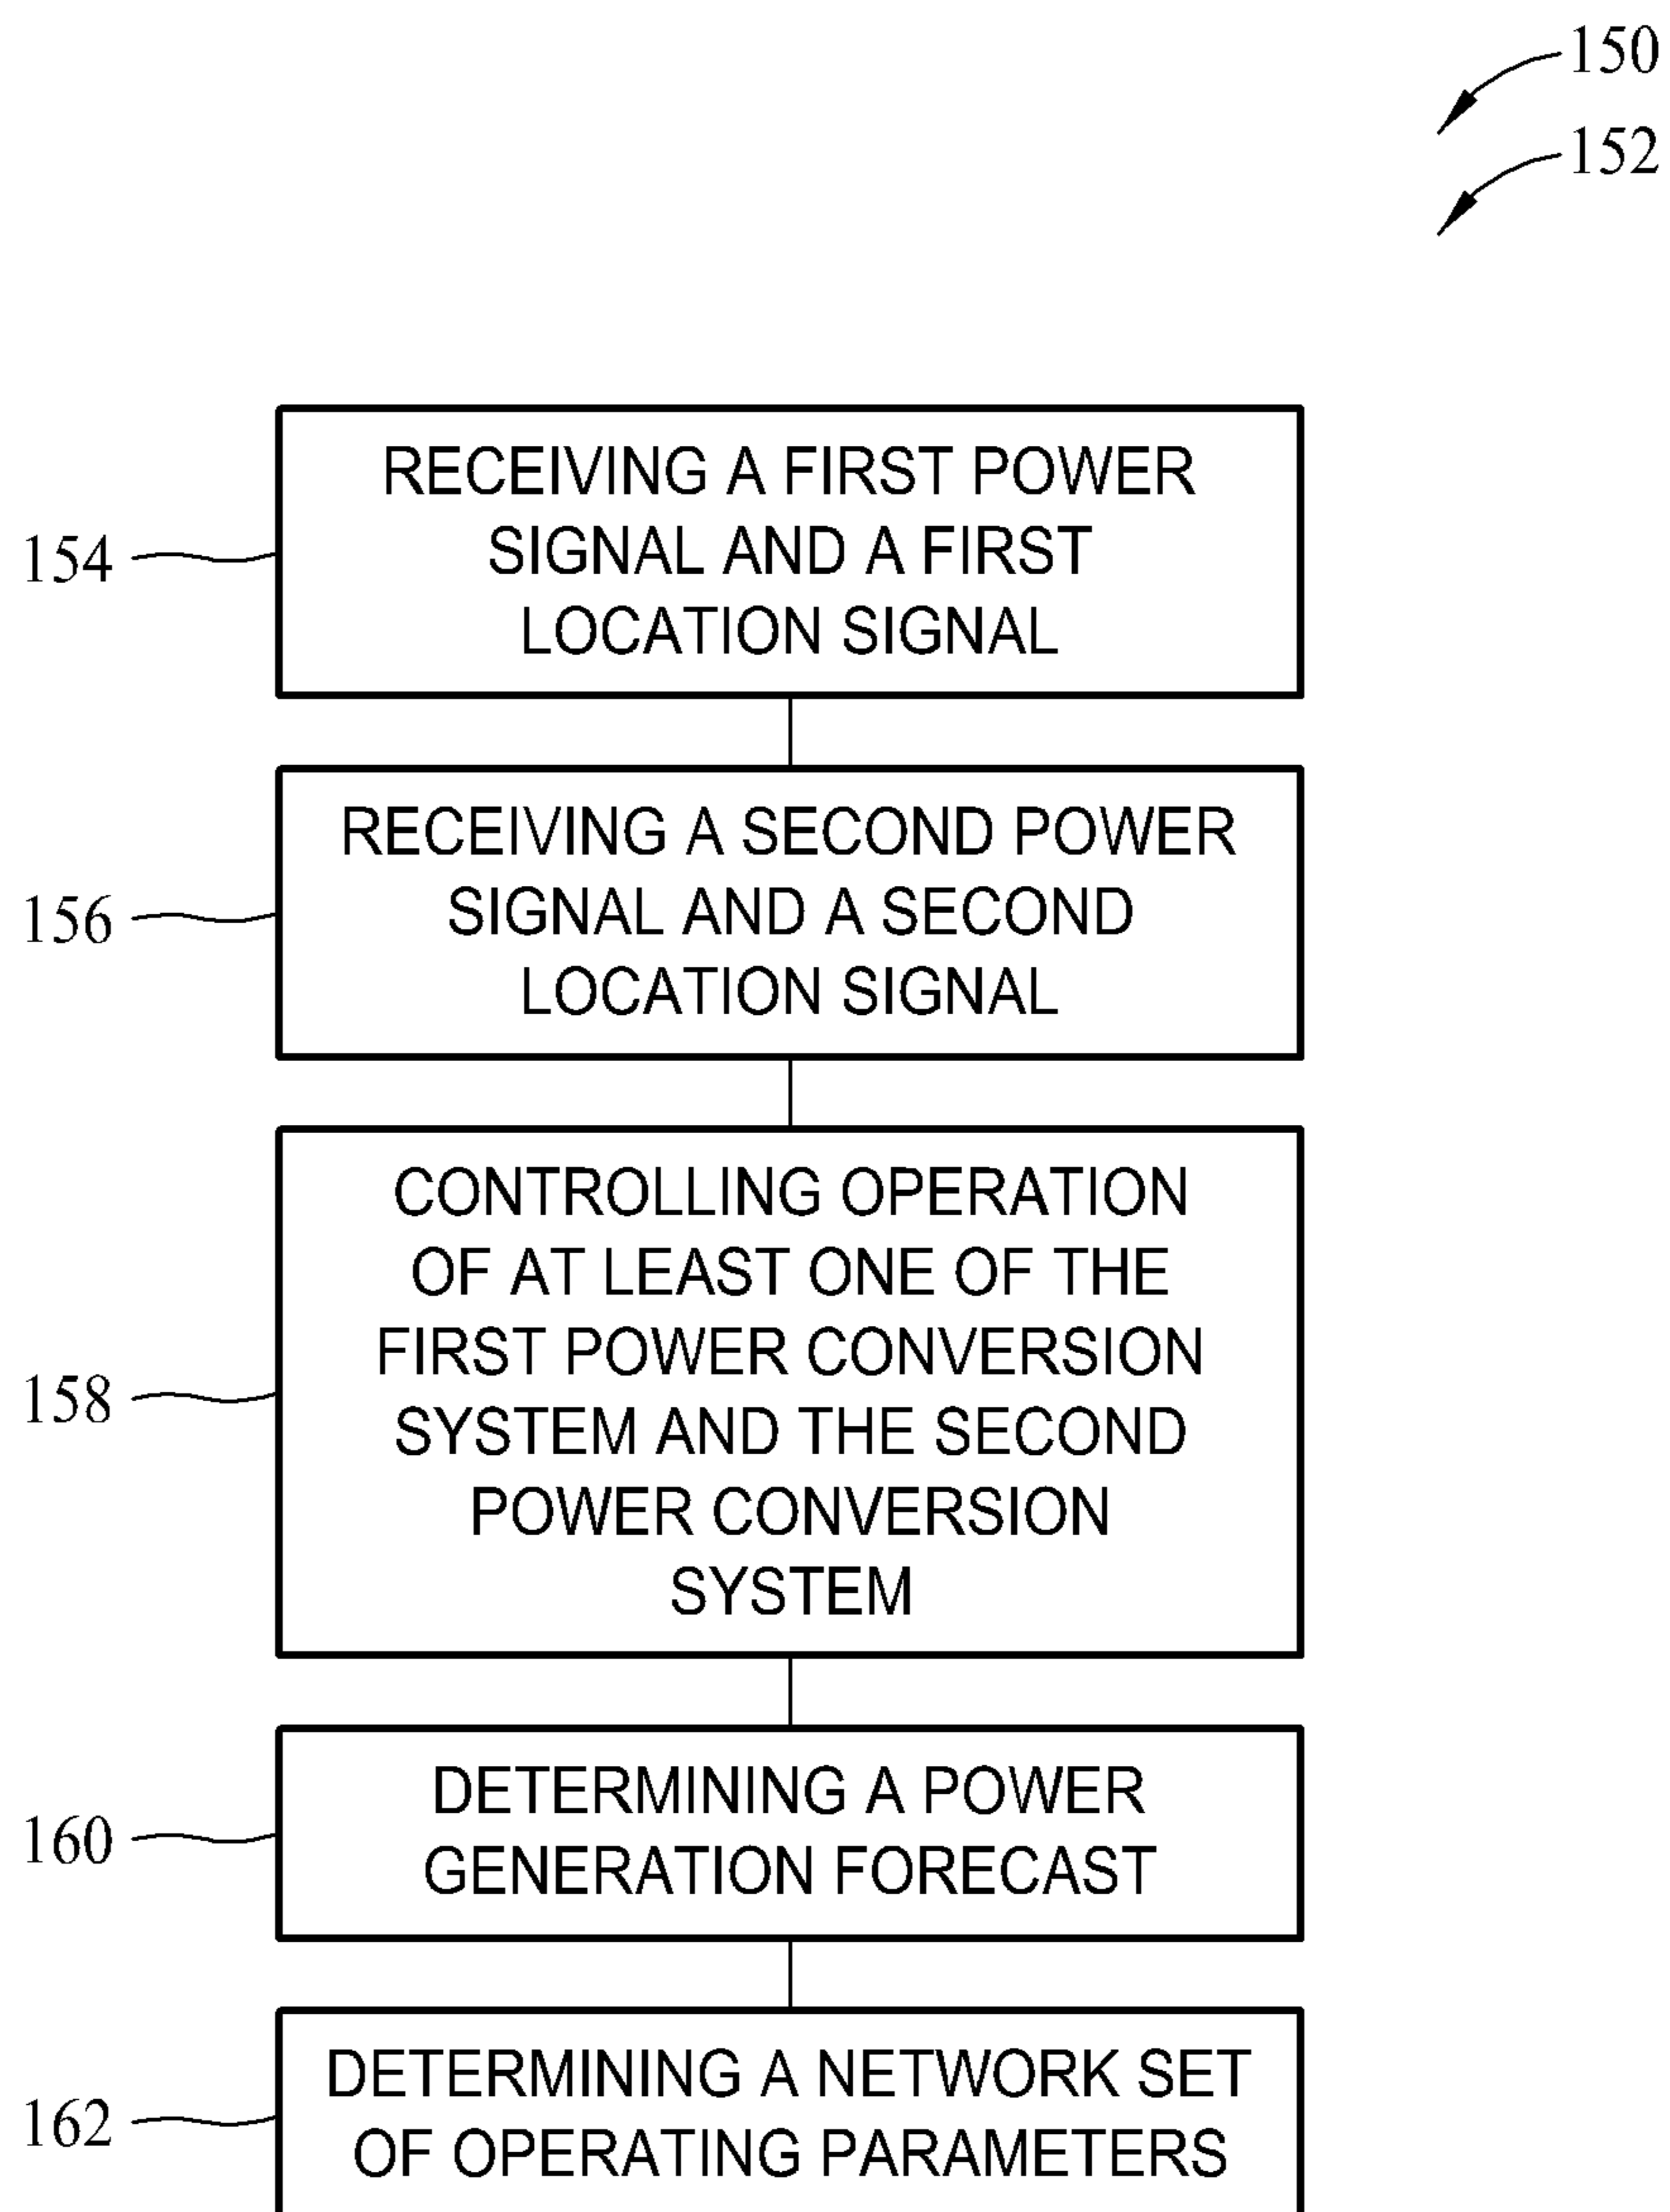 150
152
154
RECEIVING A FIRST POWER
SIGNAL AND A FIRST
LOCATION SIGNAL
156
RECEIVING A SECOND POWER
SIGNAL AND A SECOND
LOCATION SIGNAL
158
CONTROLLING OPERATION
OF AT LEAST ONE OF THE
FIRST POWER CONVERSION
SYSTEM AND THE SECOND
POWER CONVERSION
SYSTEM
160
DETERMINING A POWER
GENERATION FORECAST
162
DETERMINING A NETWORK SET
OF OPERATING PARAMETERS